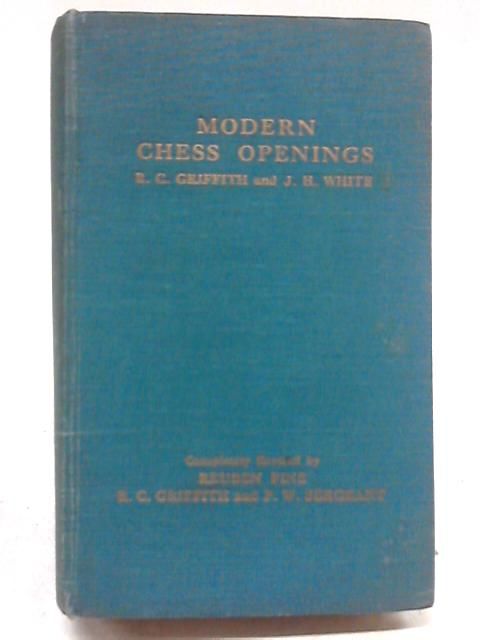 MODERN
CHESS OPENINGS
R. C. GRIFFITH and J. H. WHITE
Completely Revised by
REUBEN FINE
R. C. GRIFFITH and P. W. SERGEANT